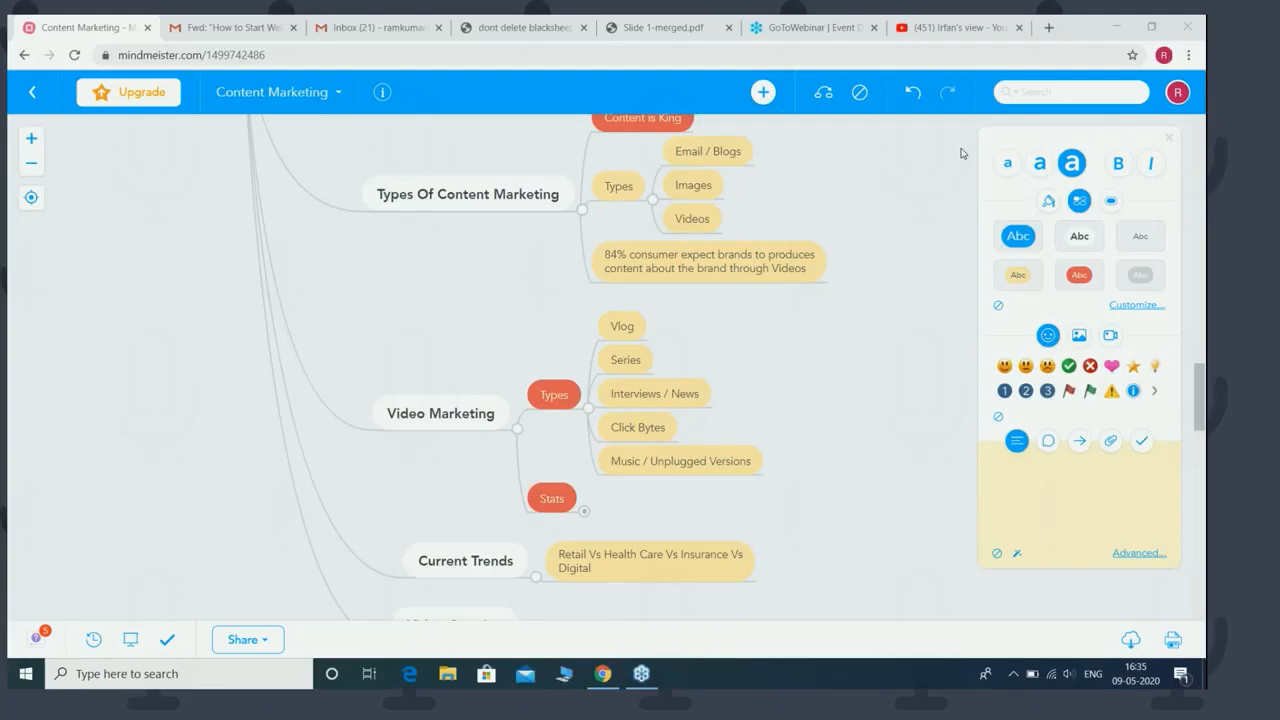 Content Marketing - M
Fwd: "How to Start Wel
Inbox (21) - ramkumar
dont delete blackshee
Slide 1-merged.pdf
GoToWebinar | Event D
(451) Irfan's view - You
mindmeister.com/1499742486
R
Upgrade
Content Marketing
Search
R
Content is King
Types Of Content Marketing
Types
Email / Blogs
Images
Videos
84% consumer expect brands to produces
content about the brand through Videos
Video Marketing
Types
Vlog
Series
Interviews / News
Click Bytes
Music / Unplugged Versions
Stats
Current Trends
Retail Vs Health Care Vs Insurance Vs
Digital
a a a B I
Abc Abc Abc
Abc Abc Abc
Customize...
1 2 3
Advanced...
5
Share
Type here to search
ENG
16:35
09-05-2020
1